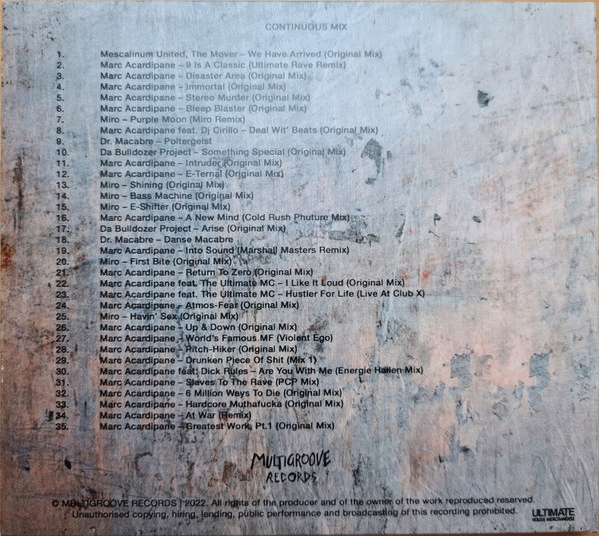 CONTINUOUS MIX
1. Mescalinum United, The Mover – We Have Arrived (Original Mix)
2. Marc Acardipane – 9 Is A Classic (Ultimate Rave Remix)
3. Marc Acardipane – Disaster Area (Original Mix)
4. Marc Acardipane – Immortal (Original Mix)
5. Marc Acardipane – Stereo Murder (Original Mix)
6. Marc Acardipane – Bleep Blaster (Original Mix)
7. Miro – Purple Moon (Miro Remix)
8. Marc Acardipane feat. Dj Cirillo – Deal Wit' Beats (Original Mix)
9. Dr. Macabre – Poltergeist
10. Da Bulldozer Project – Something Special (Original Mix)
11. Marc Acardipane – Intruder (Original Mix)
12. Marc Acardipane – E-Ternal (Original Mix)
13. Miro – Shining (Original Mix)
14. Miro – Bass Machine (Original Mix)
15. Miro – E-Shifter (Original Mix)
16. Marc Acardipane – A New Mind (Cold Rush Phuture Mix)
17. Da Bulldozer Project – Arise (Original Mix)
18. Dr. Macabre – Danse Macabre
19. Marc Acardipane – Into Sound (Marshall Masters Remix)
20. Miro – First Bite (Original Mix)
21. Marc Acardipane – Return To Zero (Original Mix)
22. Marc Acardipane feat. The Ultimate MC – I Like It Loud (Original Mix)
23. Marc Acardipane feat. The Ultimate MC – Hustler For Life (Live At Club X)
24. Marc Acardipane – Atmos-Fear (Original Mix)
25. Miro – Havin' Sex (Original Mix)
26. Marc Acardipane – Up & Down (Original Mix)
27. Marc Acardipane – World's Famous MF (Violent Ego)
28. Marc Acardipane – Pitch-Hiker (Original Mix)
29. Marc Acardipane – Drunken Piece Of Shit (Mix 1)
30. Marc Acardipane feat. Dick Rules – Are You With Me (Energie Hallen Mix)
31. Marc Acardipane – Slaves To The Rave (PCP Mix)
32. Marc Acardipane – 6 Million Ways To Die (Original Mix)
33. Marc Acardipane – Hardcore Muthafucka (Original Mix)
34. Marc Acardipane – At War (Remix)
35. Marc Acardipane – Greatest Work, Pt.1 (Original Mix)
MULTIGROOVE
RECORDS
© MULTIGROOVE RECORDS | 2022. All rights of the producer and of the owner of the work reproduced reserved.
Unauthorised copying, hiring, lending, public performance and broadcasting of this recording prohibited.
ULTIMATE
HOUSE MERCHANDISE